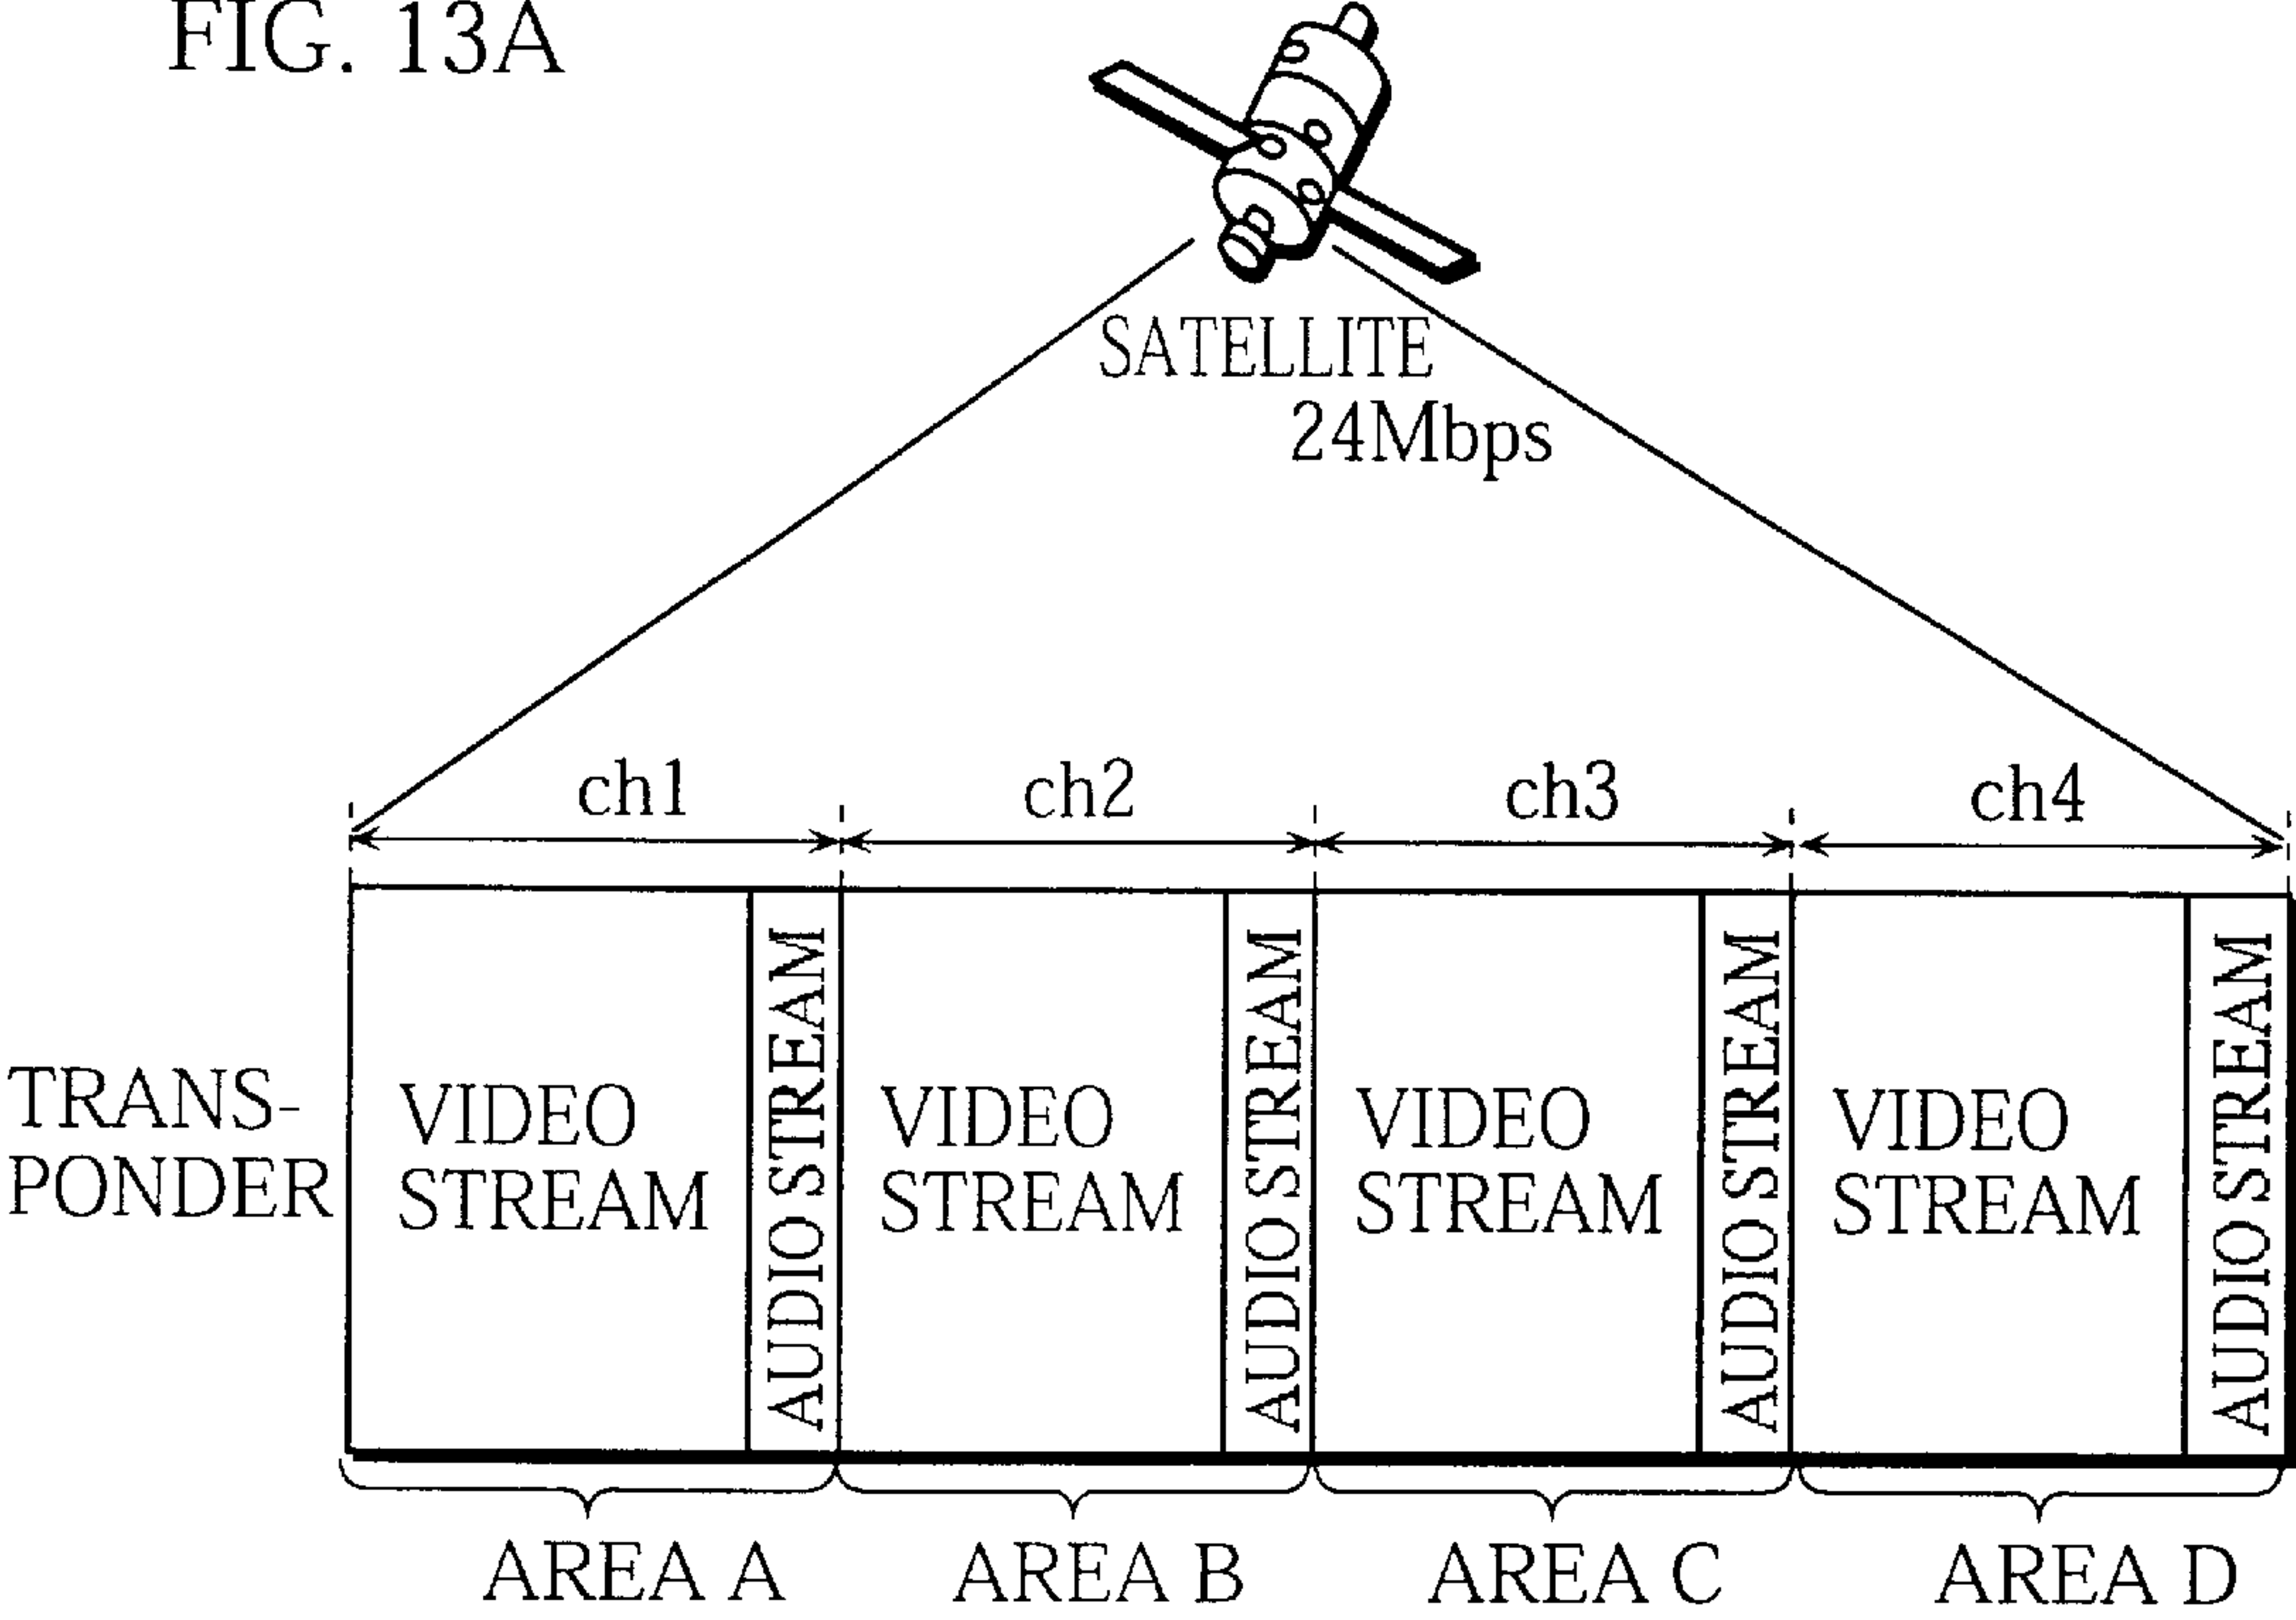 FIG. 13A
SATELLITE
24Mbps
ch1
ch2
ch3
ch4
TRANS-
PONDER
VIDEO
STREAM
AUDIO STREAM
VIDEO
STREAM
AUDIO STREAM
VIDEO
STREAM
AUDIO STREAM
VIDEO
STREAM
AUDIO STREAM
AREA A
AREA B
AREA C
AREA D